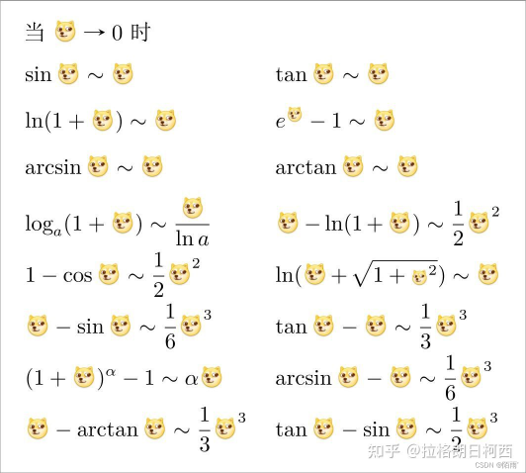 当 🐶 → 0 时
sin 🐶 ~ 🐶
tan 🐶 ~ 🐶
ln(1 + 🐶) ~ 🐶
e^🐶 − 1 ~ 🐶
arcsin 🐶 ~ 🐶
arctan 🐶 ~ 🐶
log_a(1 + 🐶) ~ 🐶/ln a
🐶 − ln(1 + 🐶) ~ 1/2 🐶^2
1 − cos 🐶 ~ 1/2 🐶^2
ln(🐶 + √(1 + 🐶^2)) ~ 🐶
🐶 − sin 🐶 ~ 1/6 🐶^3
tan 🐶 − 🐶 ~ 1/3 🐶^3
(1 + 🐶)^α − 1 ~ α🐶
arcsin 🐶 − 🐶 ~ 1/6 🐶^3
🐶 − arctan 🐶 ~ 1/3 🐶^3
tan 🐶 − sin 🐶 ~ 1/2 🐶^3
知乎 @拉格朗日柯西